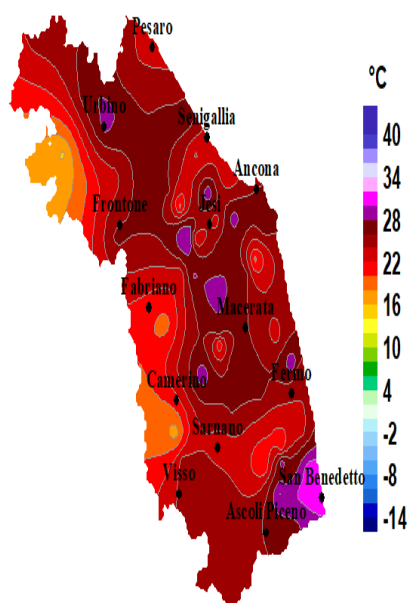 Pesaro
°C
Urbino
Senigallia
40
Ancona
34
Frontone
Jesi
28
22
Fabriano
Macerata
16
10
Camerino
Fermo
4
Sarnano
-2
Visso
San Benedetto
-8
Ascoli Piceno
-14